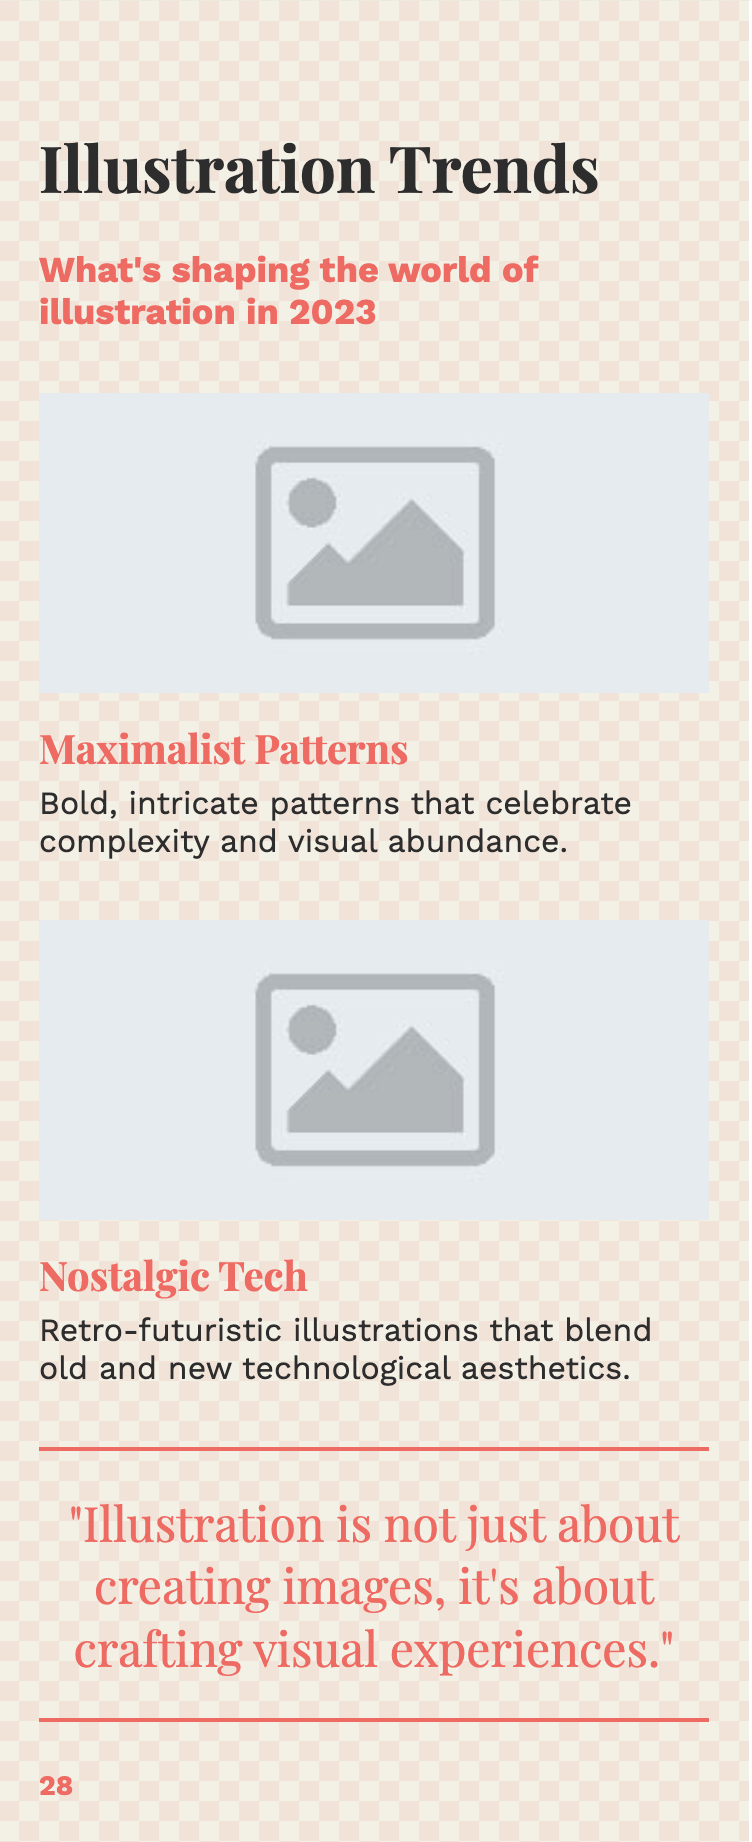 Illustration Trends
What's shaping the world of
illustration in 2023
Maximalist Patterns
Bold, intricate patterns that celebrate
complexity and visual abundance.
Nostalgic Tech
Retro-futuristic illustrations that blend
old and new technological aesthetics.
"Illustration is not just about
creating images, it's about
crafting visual experiences."
28